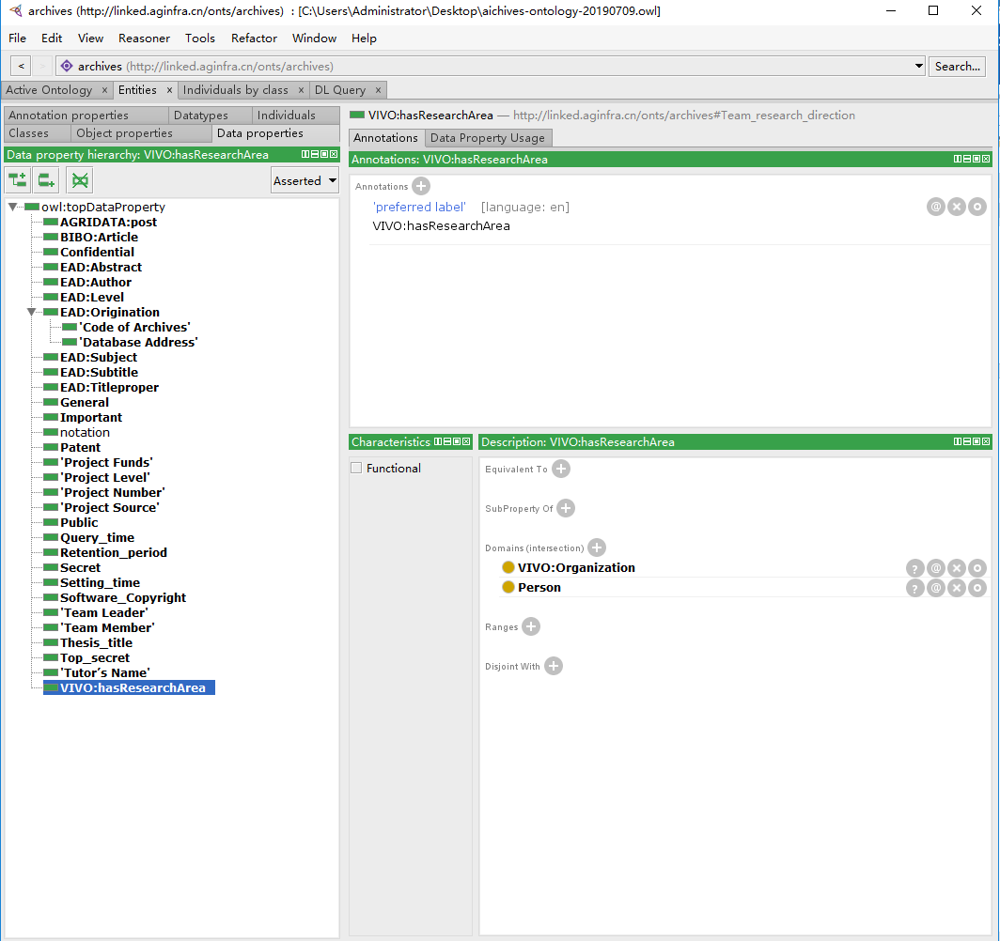 archives (http://linked.aginfra.cn/onts/archives) : [C:\Users\Administrator\Desktop\aichives-ontology-20190709.owl]
File Edit View Reasoner Tools Refactor Window Help
< > archives (http://linked.aginfra.cn/onts/archives) Search...
Active Ontology × Entities × Individuals by class × DL Query ×
Annotation properties Datatypes Individuals
Classes Object properties Data properties
Data property hierarchy: VIVO:hasResearchArea
Asserted
owl:topDataProperty
AGRIDATA:post
BIBO:Article
Confidential
EAD:Abstract
EAD:Author
EAD:Level
EAD:Origination
'Code of Archives'
'Database Address'
EAD:Subject
EAD:Subtitle
EAD:Titleproper
General
Important
notation
Patent
'Project Funds'
'Project Level'
'Project Number'
'Project Source'
Public
Query_time
Retention_period
Secret
Setting_time
Software_Copyright
'Team Leader'
'Team Member'
Thesis_title
Top_secret
'Tutor’s Name'
VIVO:hasResearchArea
VIVO:hasResearchArea — http://linked.aginfra.cn/onts/archives#Team_research_direction
Annotations Data Property Usage
Annotations: VIVO:hasResearchArea
Annotations
'preferred label' [language: en]
VIVO:hasResearchArea
Characteristics
Functional
Description: VIVO:hasResearchArea
Equivalent To
SubProperty Of
Domains (intersection)
VIVO:Organization
Person
Ranges
Disjoint With